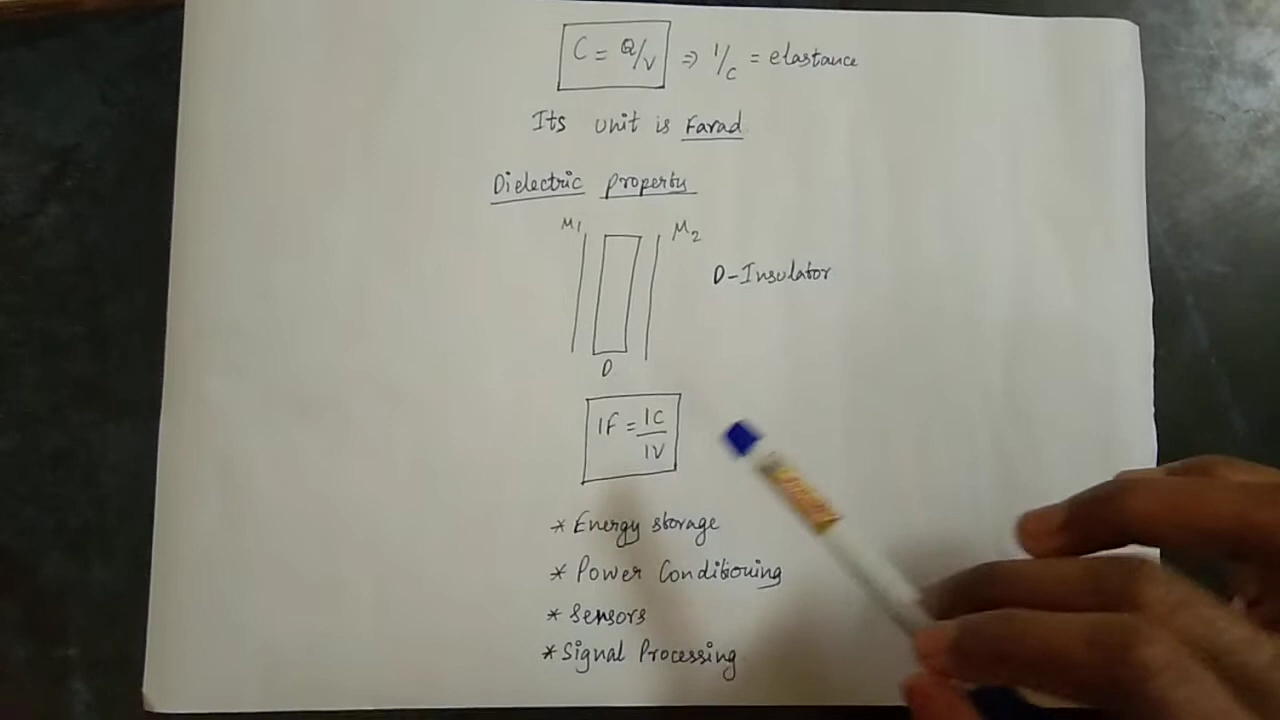 C = Q/V ⇒ 1/C = elastance
Its unit is Farad
Dielectric property
M1 M2
D-Insulator
D
1F = 1C/1V
* Energy storage
* Power Conditioning
* Sensors
* Signal Processing